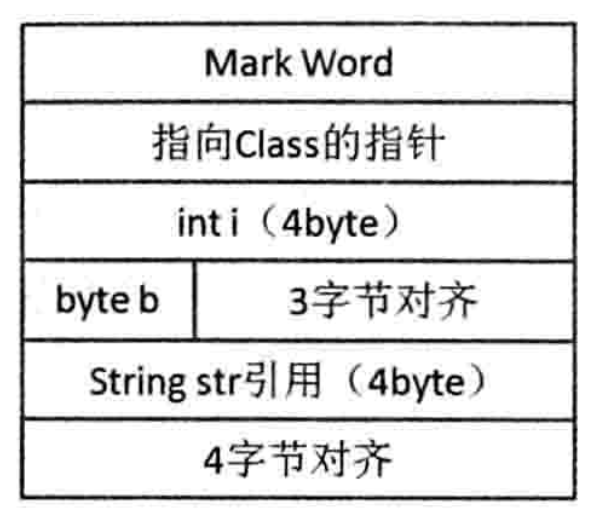 Mark Word
指向Class的指针
int i（4byte）
byte b
3字节对齐
String str引用（4byte）
4字节对齐